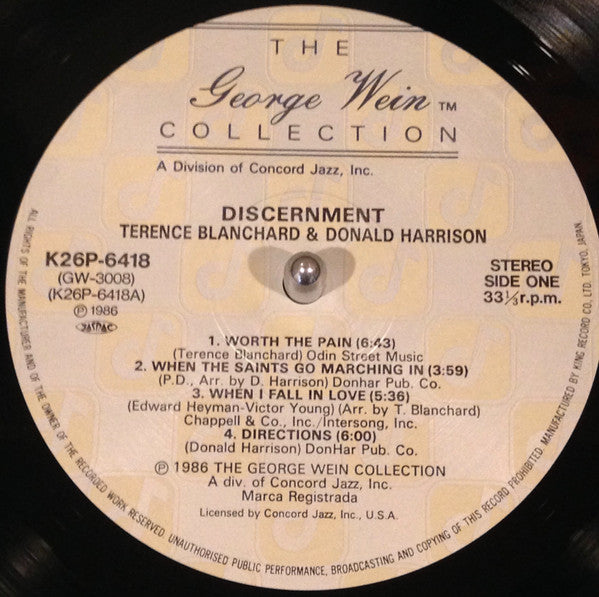 THE
George Wein ™
COLLECTION
A Division of Concord Jazz, Inc.
DISCERNMENT
TERENCE BLANCHARD & DONALD HARRISON
K26P-6418
(GW-3008)
(K26P-6418A)
℗ 1986
JASRAC
STEREO
SIDE ONE
33⅓ r.p.m.
1. WORTH THE PAIN (6:43)
(Terence Blanchard) Odin Street Music
2. WHEN THE SAINTS GO MARCHING IN (3:59)
(P.D., Arr. by D. Harrison) Donhar Pub. Co.
3. WHEN I FALL IN LOVE (5:36)
(Edward Heyman-Victor Young) (Arr. by T. Blanchard)
Chappell & Co., Inc./Intersong, Inc.
4. DIRECTIONS (6:00)
(Donald Harrison) DonHar Pub. Co.
℗ 1986 THE GEORGE WEIN COLLECTION
A div. of Concord Jazz, Inc.
Marca Registrada
Licensed by Concord Jazz, Inc., U.S.A.
ALL RIGHTS OF THE MANUFACTURER AND OF THE OWNER OF THE RECORDED WORK RESERVED. UNAUTHORISED PUBLIC PERFORMANCE, BROADCASTING AND COPYING OF THIS RECORD PROHIBITED. MANUFACTURED BY KING RECORD CO., LTD. TOKYO, JAPAN.